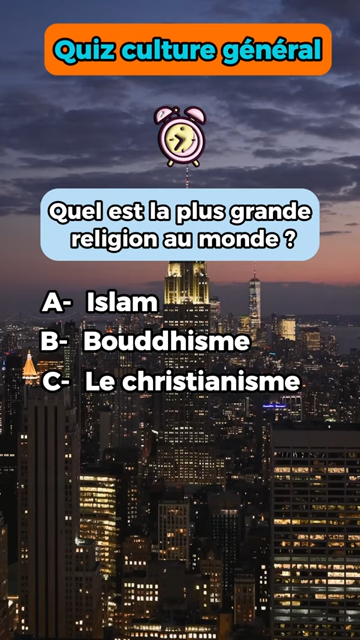 Quiz culture général
Quel est la plus grande
religion au monde ?
A- Islam
B- Bouddhisme
C- Le christianisme